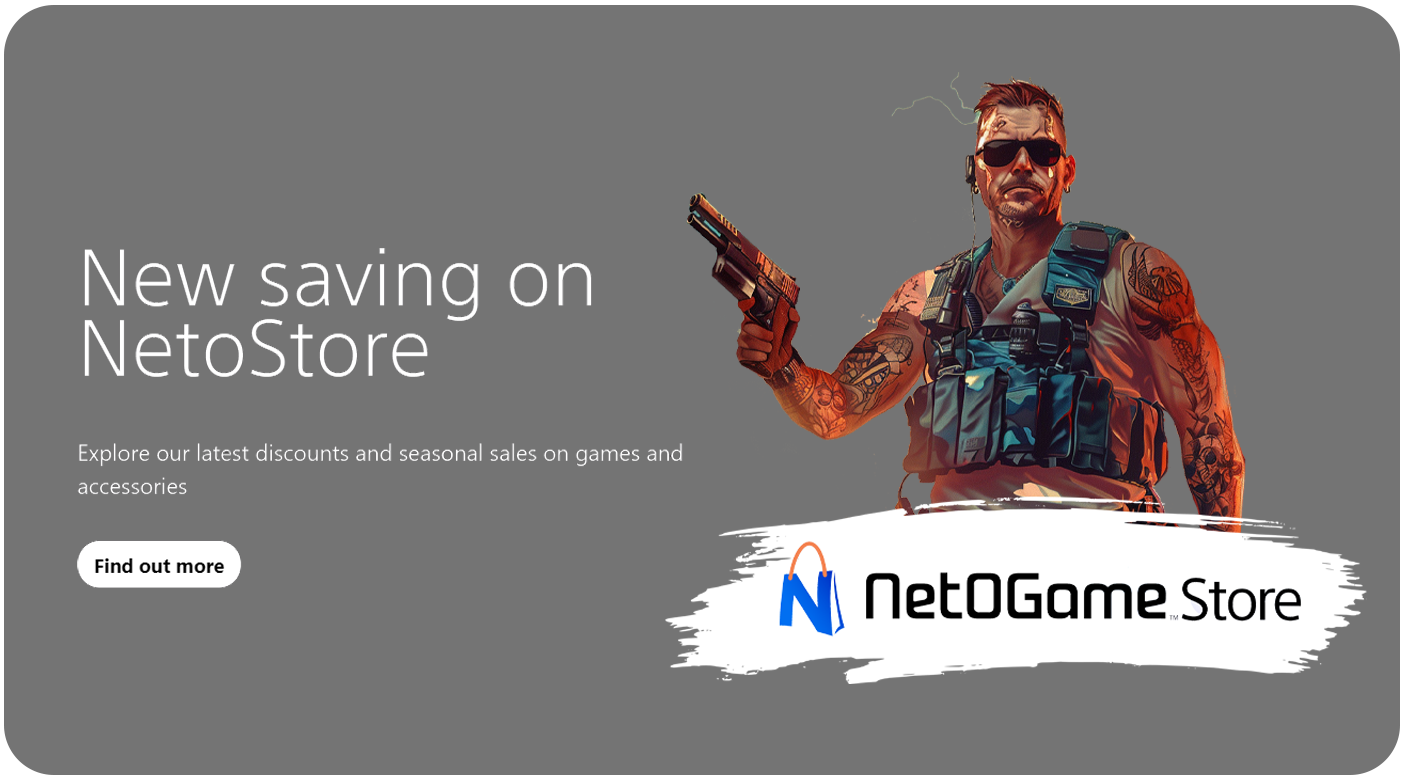 New saving on
NetoStore
Explore our latest discounts and seasonal sales on games and
accessories
Find out more
NetOGame™ Store